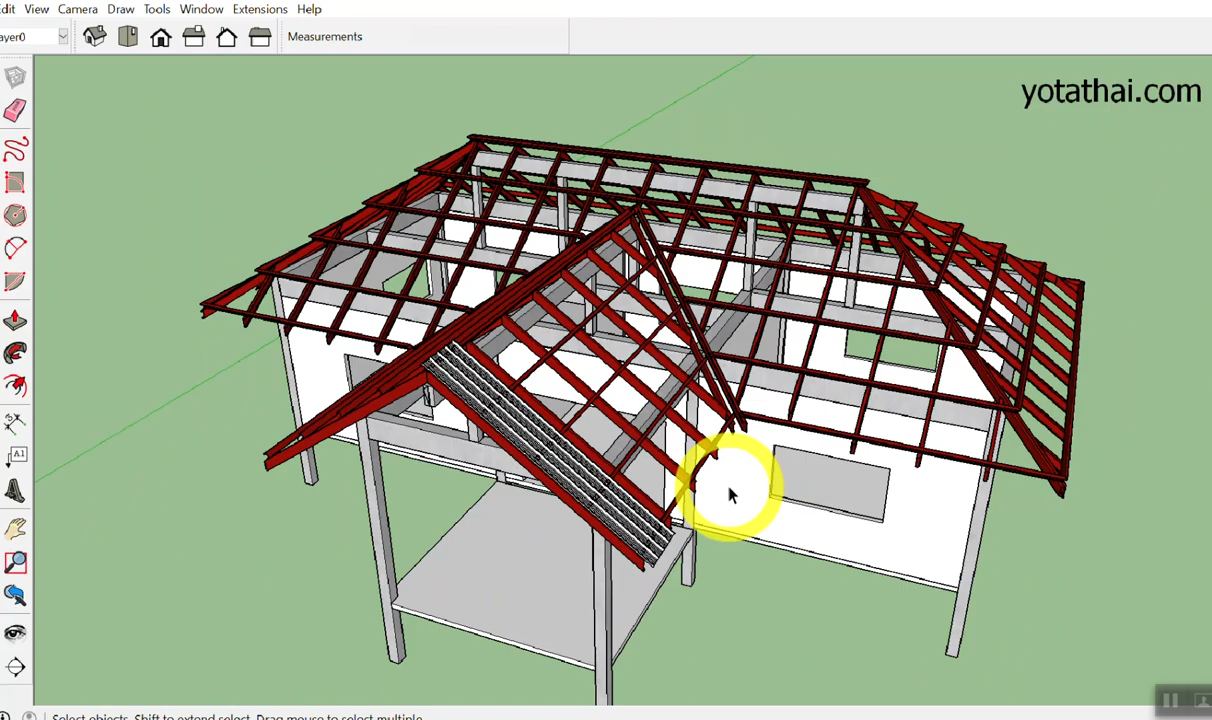 dit View Camera Draw Tools Window Extensions Help
ayer0 Measurements
yotathai.com
A1
Select objects. Shift to extend select. Drag mouse to select multiple.